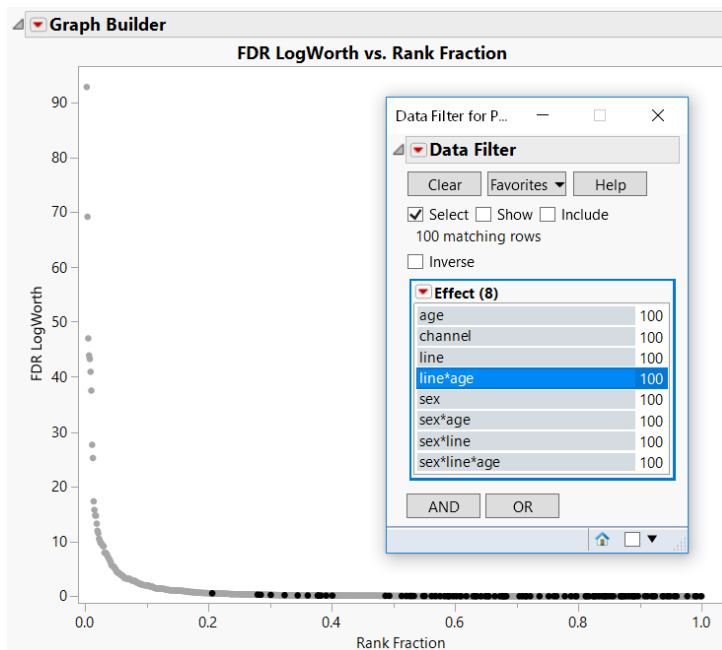 Graph Builder
FDR LogWorth vs. Rank Fraction
FDR LogWorth
90
80
70
60
50
40
30
20
10
0
0.0
0.2
0.4
0.6
0.8
1.0
Rank Fraction
Data Filter for P...
Data Filter
Clear
Favorites
Help
Select Show Include
100 matching rows
Inverse
Effect (8)
age 100
channel 100
line 100
line*age 100
sex 100
sex*age 100
sex*line 100
sex*line*age 100
AND
OR